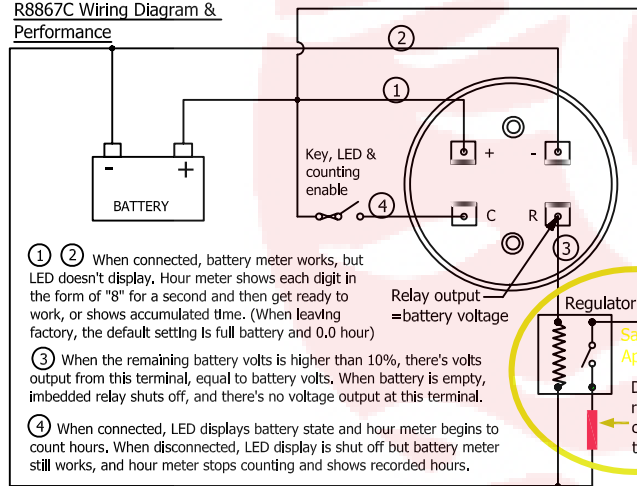 R8867C Wiring Diagram &
Performance
2
1
+ -
Key, LED &
counting
enable
- +
BATTERY
4
C R
3
1 2 When connected, battery meter works, but
LED doesn't display. Hour meter shows each digit in
the form of "8" for a second and then get ready to
work, or shows accumulated time. (When leaving
factory, the default setting is full battery and 0.0 hour)
Relay output
=battery voltage
Regulator
3 When the remaining battery volts is higher than 10%, there's volts
output from this terminal, equal to battery volts. When battery is empty,
imbedded relay shuts off, and there's no voltage output at this terminal.
4 When connected, LED displays battery state and hour meter begins to
count hours. When disconnected, LED display is shut off but battery meter
still works, and hour meter stops counting and shows recorded hours.